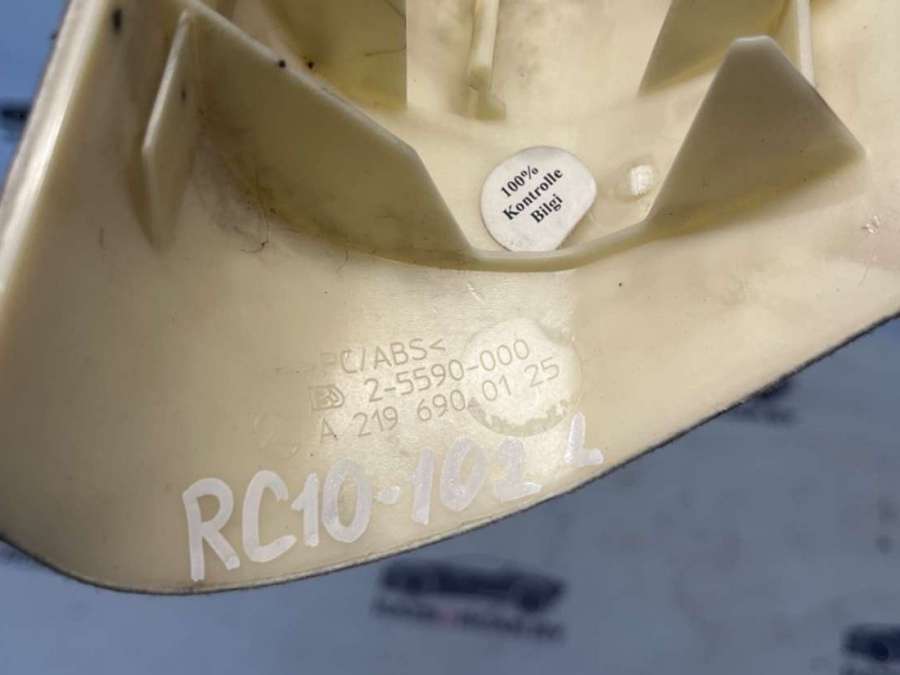 100%
Kontrolle
Bilgi
PC/ABS<
2-5590-000
A 219 690 01 25
RC10-102 L